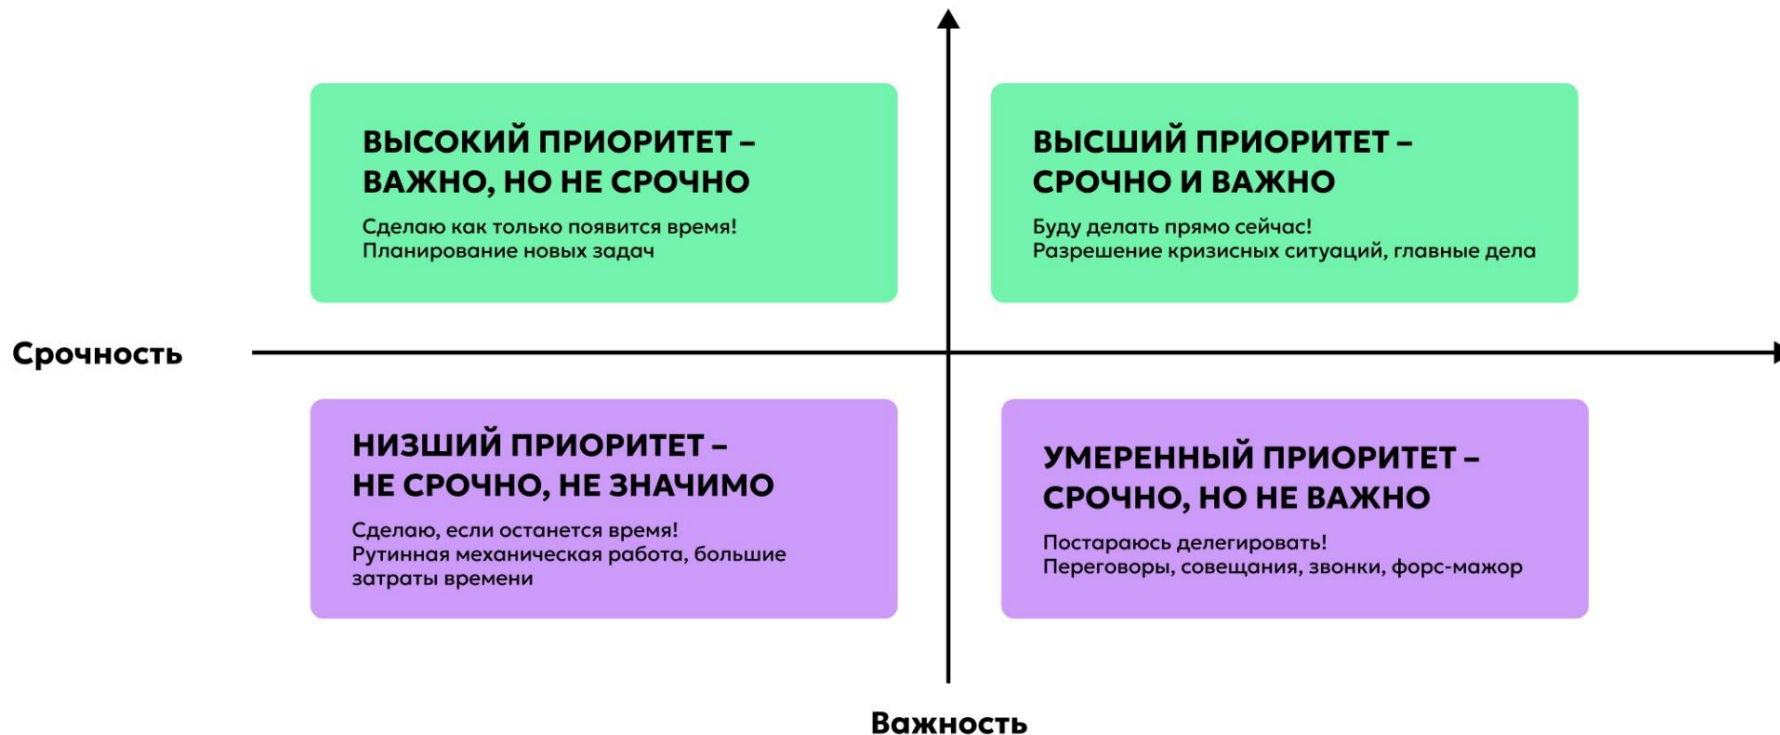 ВЫСОКИЙ ПРИОРИТЕТ –
ВАЖНО, НО НЕ СРОЧНО
Сделаю как только появится время!
Планирование новых задач
ВЫСШИЙ ПРИОРИТЕТ –
СРОЧНО И ВАЖНО
Буду делать прямо сейчас!
Разрешение кризисных ситуаций, главные дела
Срочность
НИЗШИЙ ПРИОРИТЕТ –
НЕ СРОЧНО, НЕ ЗНАЧИМО
Сделаю, если останется время!
Рутинная механическая работа, большие
затраты времени
УМЕРЕННЫЙ ПРИОРИТЕТ –
СРОЧНО, НО НЕ ВАЖНО
Постараюсь делегировать!
Переговоры, совещания, звонки, форс-мажор
Важность